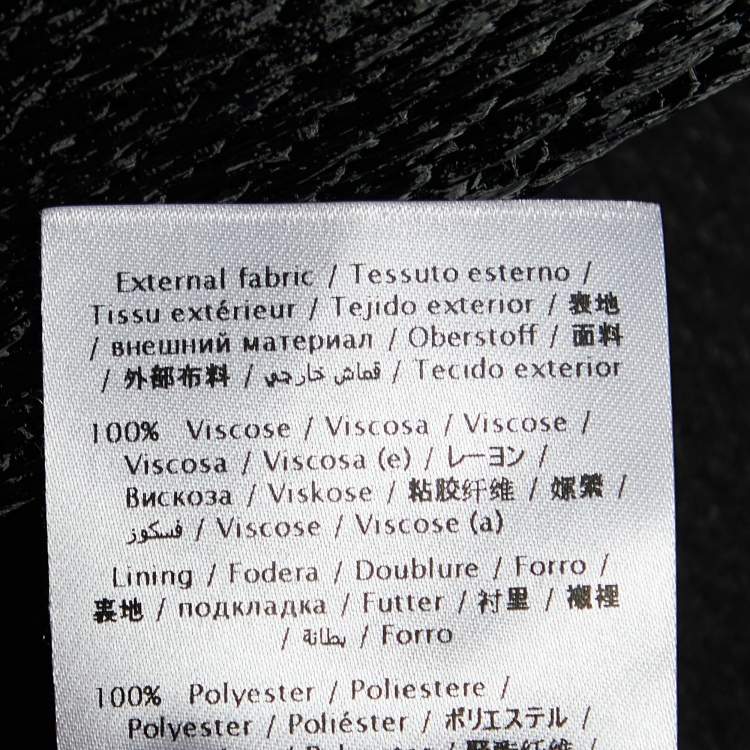 External fabric / Tessuto esterno /
Tissu extérieur / Tejido exterior / 表地
/ внешний материал / Oberstoff / 面料
/ 外部布料 / قماش خارجي / Tecido exterior
100% Viscose / Viscosa / Viscose /
Viscosa / Viscosa (e) / レーヨン /
Вискоза / Viskose / 粘胶纤维 / 嫘縈 /
فسكوز / Viscose / Viscose (a)
Lining / Fodera / Doublure / Forro /
裏地 / подкладка / Futter / 衬里 / 襯裡
/ بطانة / Forro
100% Polyester / Poliestere /
Polyester / Poliéster / ポリエステル /